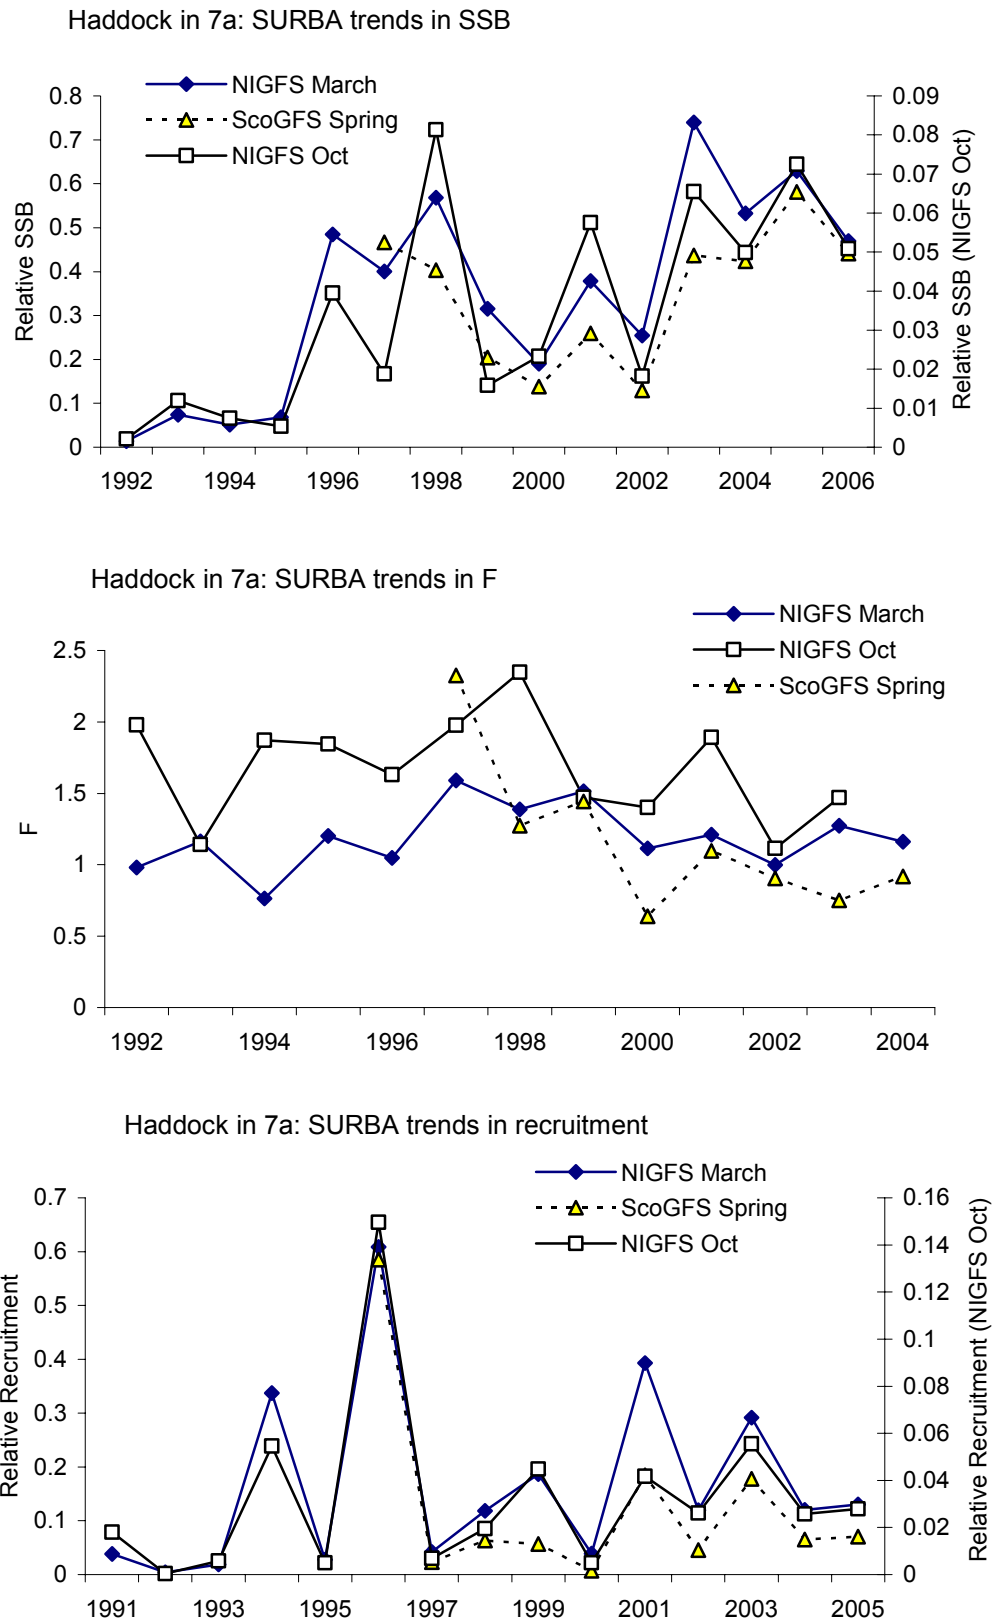 Haddock in 7a: SURBA trends in SSB
NIGFS March
ScoGFS Spring
NIGFS Oct
Relative SSB
0.8
0.7
0.6
0.5
0.4
0.3
0.2
0.1
0
0.09
0.08
0.07
0.06
0.05
0.04
0.03
0.02
0.01
0
Relative SSB (NIGFS Oct)
1992 1994 1996 1998 2000 2002 2004 2006
Haddock in 7a: SURBA trends in F
NIGFS March
NIGFS Oct
ScoGFS Spring
F
2.5
2
1.5
1
0.5
0
1992 1994 1996 1998 2000 2002 2004
Haddock in 7a: SURBA trends in recruitment
NIGFS March
ScoGFS Spring
NIGFS Oct
Relative Recruitment
0.7
0.6
0.5
0.4
0.3
0.2
0.1
0
0.16
0.14
0.12
0.1
0.08
0.06
0.04
0.02
0
Relative Recruitment (NIGFS Oct)
1991 1993 1995 1997 1999 2001 2003 2005